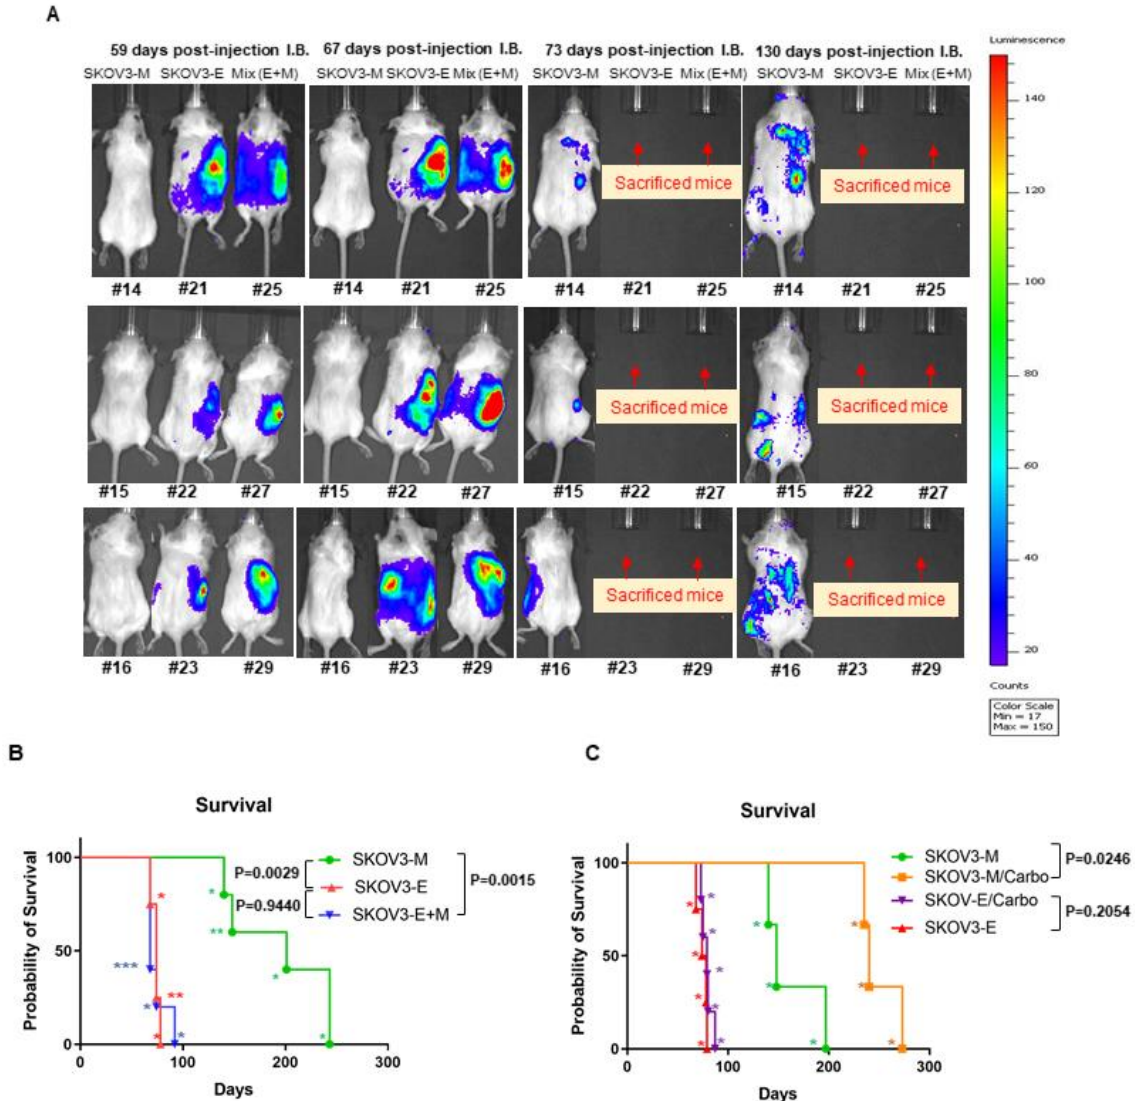 A
59 days post-injection I.B. 67 days post-injection I.B. 73 days post-injection I.B. 130 days post-injection I.B.
SKOV3-M SKOV3-E Mix (E+M) SKOV3-M SKOV3-E Mix (E+M) SKOV3-M SKOV3-E Mix (E+M) SKOV3-M SKOV3-E Mix (E+M)
Sacrificed mice Sacrificed mice
#14 #21 #25 #14 #21 #25 #14 #21 #25 #14 #21 #25
Sacrificed mice Sacrificed mice
#15 #22 #27 #15 #22 #27 #15 #22 #27 #15 #22 #27
Sacrificed mice Sacrificed mice
#16 #23 #29 #16 #23 #29 #16 #23 #29 #16 #23 #29
Luminescence
140
120
100
80
60
40
20
Counts
Color Scale
Min = 17
Max = 150
B
Survival
Probability of Survival
100
50
0
0 100 200 300
Days
SKOV3-M
SKOV3-E
SKOV3-E+M
P=0.0029
P=0.9440
P=0.0015
* ** * *
* ** *
*** * *
C
Survival
Probability of Survival
100
50
0
0 100 200 300
Days
SKOV3-M
SKOV3-M/Carbo
SKOV-E/Carbo
SKOV3-E
P=0.0246
P=0.2054
* * *
* * *
* * * * *
* * * *